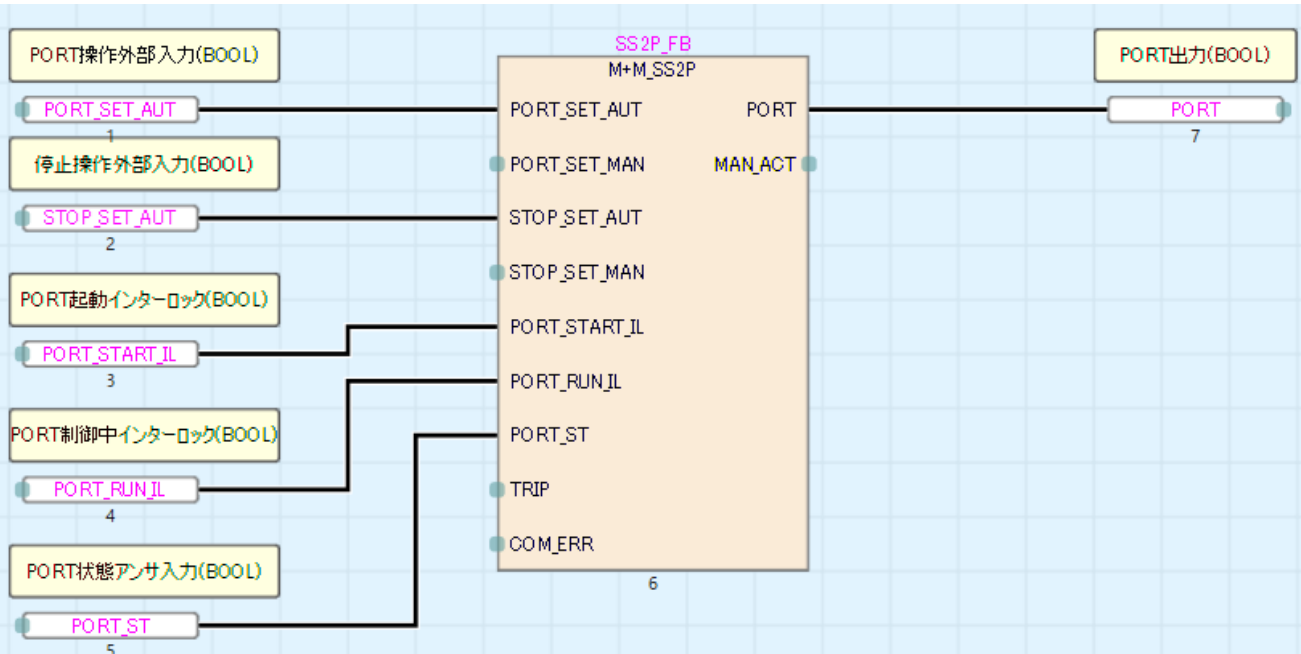 PORT操作外部入力(BOOL)
PORT_SET_AUT
1
停止操作外部入力(BOOL)
STOP_SET_AUT
2
PORT起動インターロック(BOOL)
PORT_START_IL
3
PORT制御中インターロック(BOOL)
PORT_RUN_IL
4
PORT状態アンサ入力(BOOL)
PORT_ST
5
SS2P_FB
M+M_SS2P
PORT_SET_AUT PORT
PORT_SET_MAN MAN_ACT
STOP_SET_AUT
STOP_SET_MAN
PORT_START_IL
PORT_RUN_IL
PORT_ST
TRIP
COM_ERR
6
PORT出力(BOOL)
PORT
7